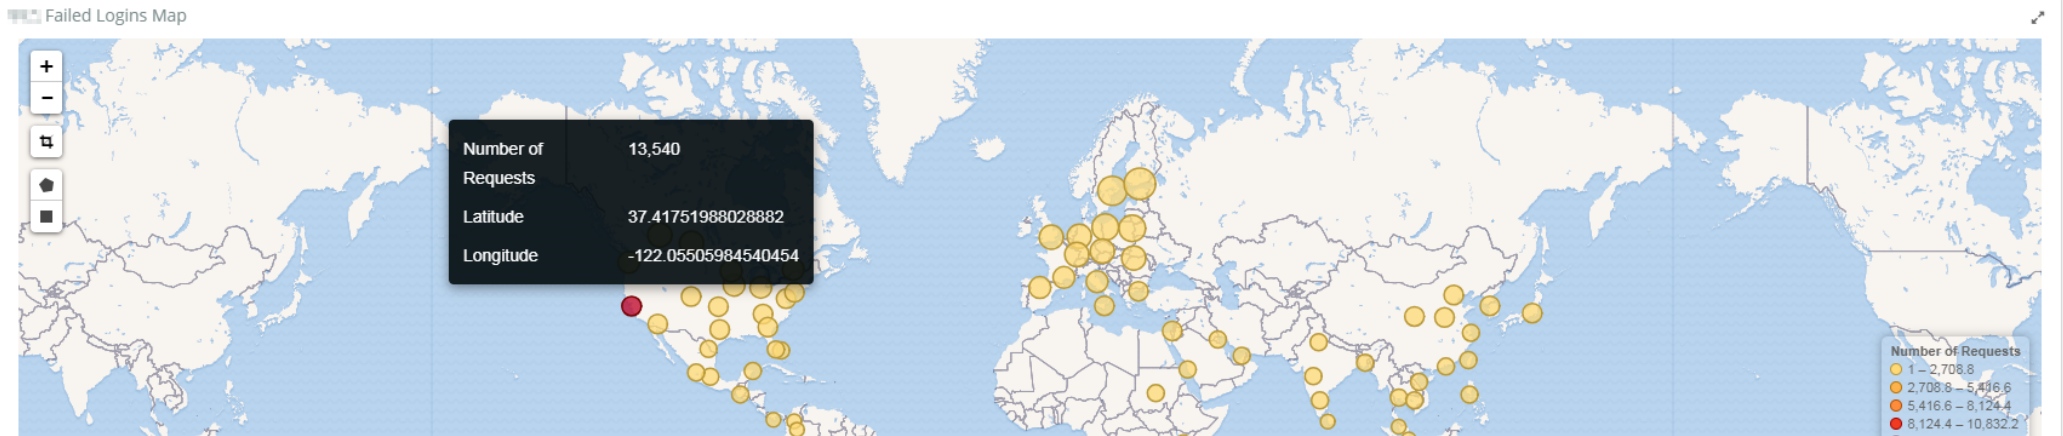 Failed Logins Map
+
−
Number of Requests 13,540
Latitude 37.41751988028882
Longitude -122.05505984540454
Number of Requests
1 – 2,708.8
2,708.8 – 5,416.6
5,416.6 – 8,124.4
8,124.4 – 10,832.2